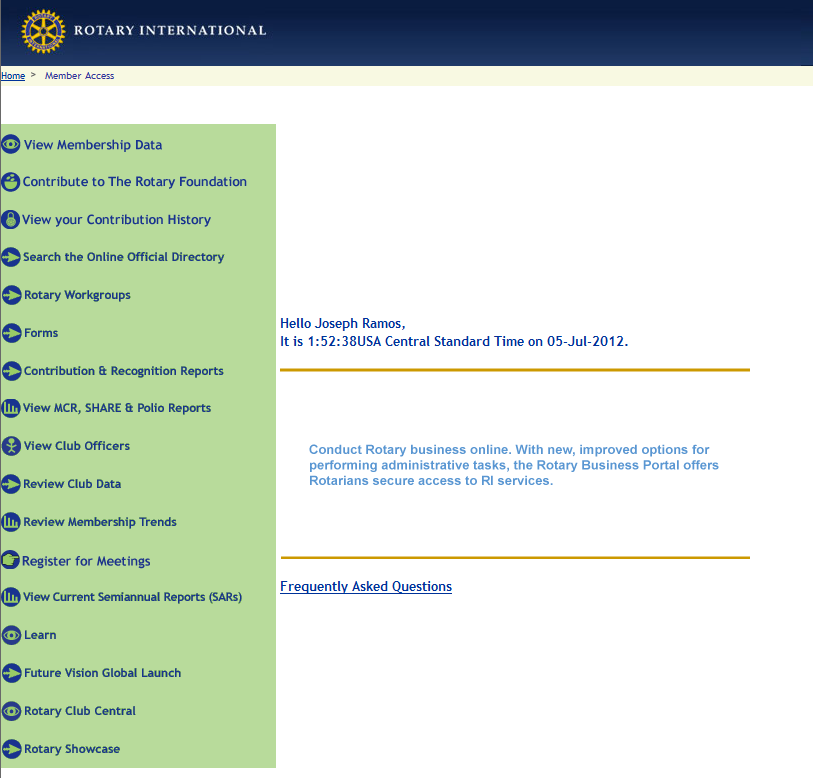 ROTARY INTERNATIONAL
Home > Member Access
View Membership Data
Contribute to The Rotary Foundation
View your Contribution History
Search the Online Official Directory
Rotary Workgroups
Forms
Contribution & Recognition Reports
View MCR, SHARE & Polio Reports
View Club Officers
Review Club Data
Review Membership Trends
Register for Meetings
View Current Semiannual Reports (SARs)
Learn
Future Vision Global Launch
Rotary Club Central
Rotary Showcase
Hello Joseph Ramos,
It is 1:52:38USA Central Standard Time on 05-Jul-2012.
Conduct Rotary business online. With new, improved options for
performing administrative tasks, the Rotary Business Portal offers
Rotarians secure access to RI services.
Frequently Asked Questions